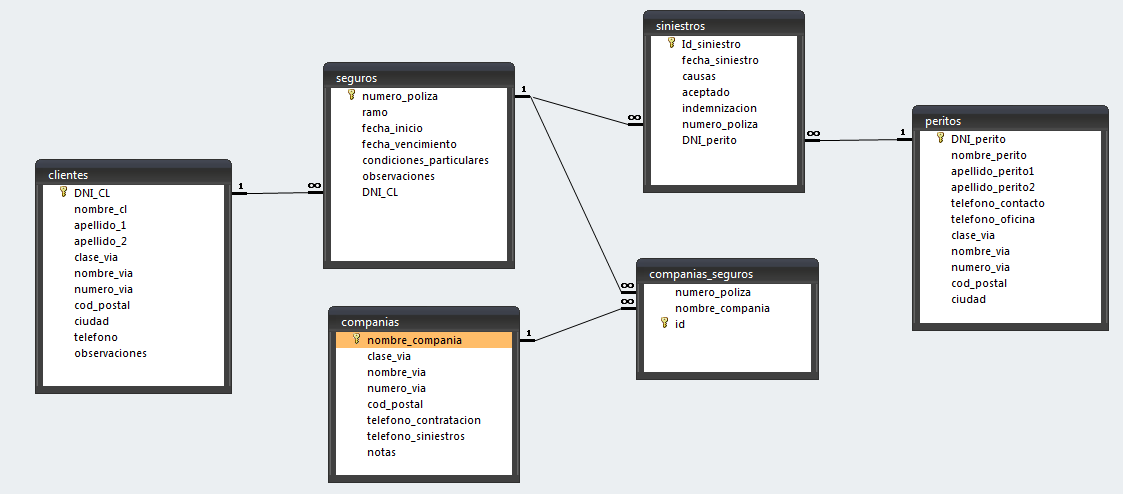 clientes
DNI_CL
nombre_cl
apellido_1
apellido_2
clase_via
nombre_via
numero_via
cod_postal
ciudad
telefono
observaciones
1
∞
seguros
numero_poliza
ramo
fecha_inicio
fecha_vencimiento
condiciones_particulares
observaciones
DNI_CL
1
∞
siniestros
Id_siniestro
fecha_siniestro
causas
aceptado
indemnizacion
numero_poliza
DNI_perito
∞
1
peritos
DNI_perito
nombre_perito
apellido_perito1
apellido_perito2
telefono_contacto
telefono_oficina
clase_via
nombre_via
numero_via
cod_postal
ciudad
companias
nombre_compania
clase_via
nombre_via
numero_via
cod_postal
telefono_contratacion
telefono_siniestros
notas
1
∞
∞
companias_seguros
numero_poliza
nombre_compania
id